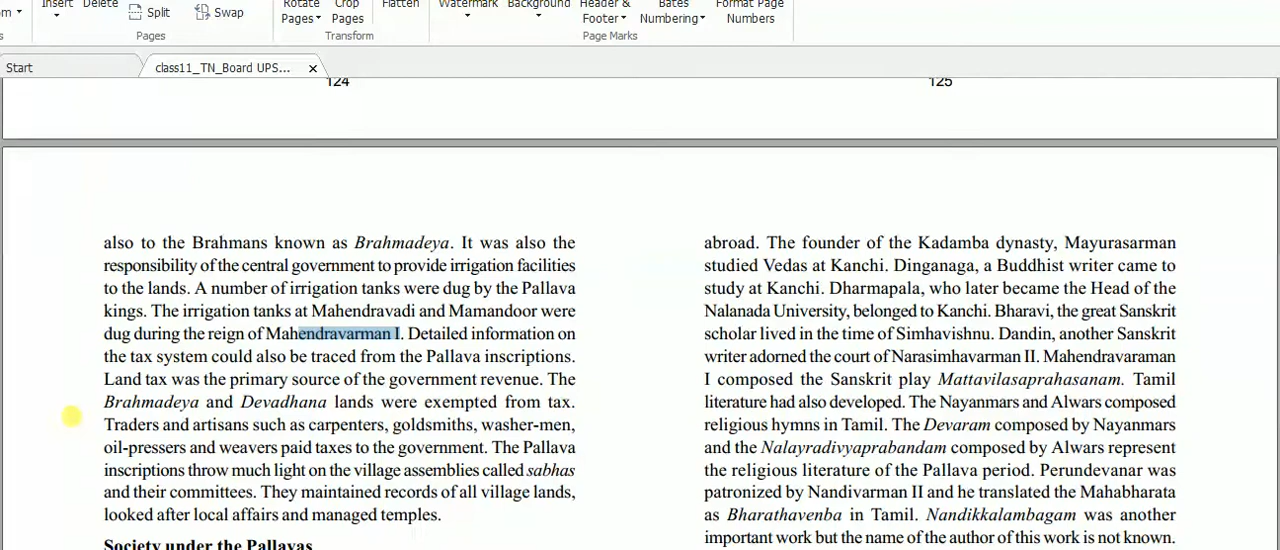 Insert Delete Split Swap Rotate Crop Flatten Watermark Background Header & Bates Format Page
Pages Pages Footer Numbering Numbers
Pages Transform Page Marks
Start class11_TN_Board UPS... x
124 125
also to the Brahmans known as Brahmadeya. It was also the
responsibility of the central government to provide irrigation facilities
to the lands. A number of irrigation tanks were dug by the Pallava
kings. The irrigation tanks at Mahendravadi and Mamandoor were
dug during the reign of Mahendravarman I. Detailed information on
the tax system could also be traced from the Pallava inscriptions.
Land tax was the primary source of the government revenue. The
Brahmadeya and Devadhana lands were exempted from tax.
Traders and artisans such as carpenters, goldsmiths, washer-men,
oil-pressers and weavers paid taxes to the government. The Pallava
inscriptions throw much light on the village assemblies called sabhas
and their committees. They maintained records of all village lands,
looked after local affairs and managed temples.
Society under the Pallavas
abroad. The founder of the Kadamba dynasty, Mayurasarman
studied Vedas at Kanchi. Dinganaga, a Buddhist writer came to
study at Kanchi. Dharmapala, who later became the Head of the
Nalanada University, belonged to Kanchi. Bharavi, the great Sanskrit
scholar lived in the time of Simhavishnu. Dandin, another Sanskrit
writer adorned the court of Narasimhavarman II. Mahendravaraman
I composed the Sanskrit play Mattavilasaprahasanam. Tamil
literature had also developed. The Nayanmars and Alwars composed
religious hymns in Tamil. The Devaram composed by Nayanmars
and the Nalayradivyaprabandam composed by Alwars represent
the religious literature of the Pallava period. Perundevanar was
patronized by Nandivarman II and he translated the Mahabharata
as Bharathavenba in Tamil. Nandikkalambagam was another
important work but the name of the author of this work is not known.